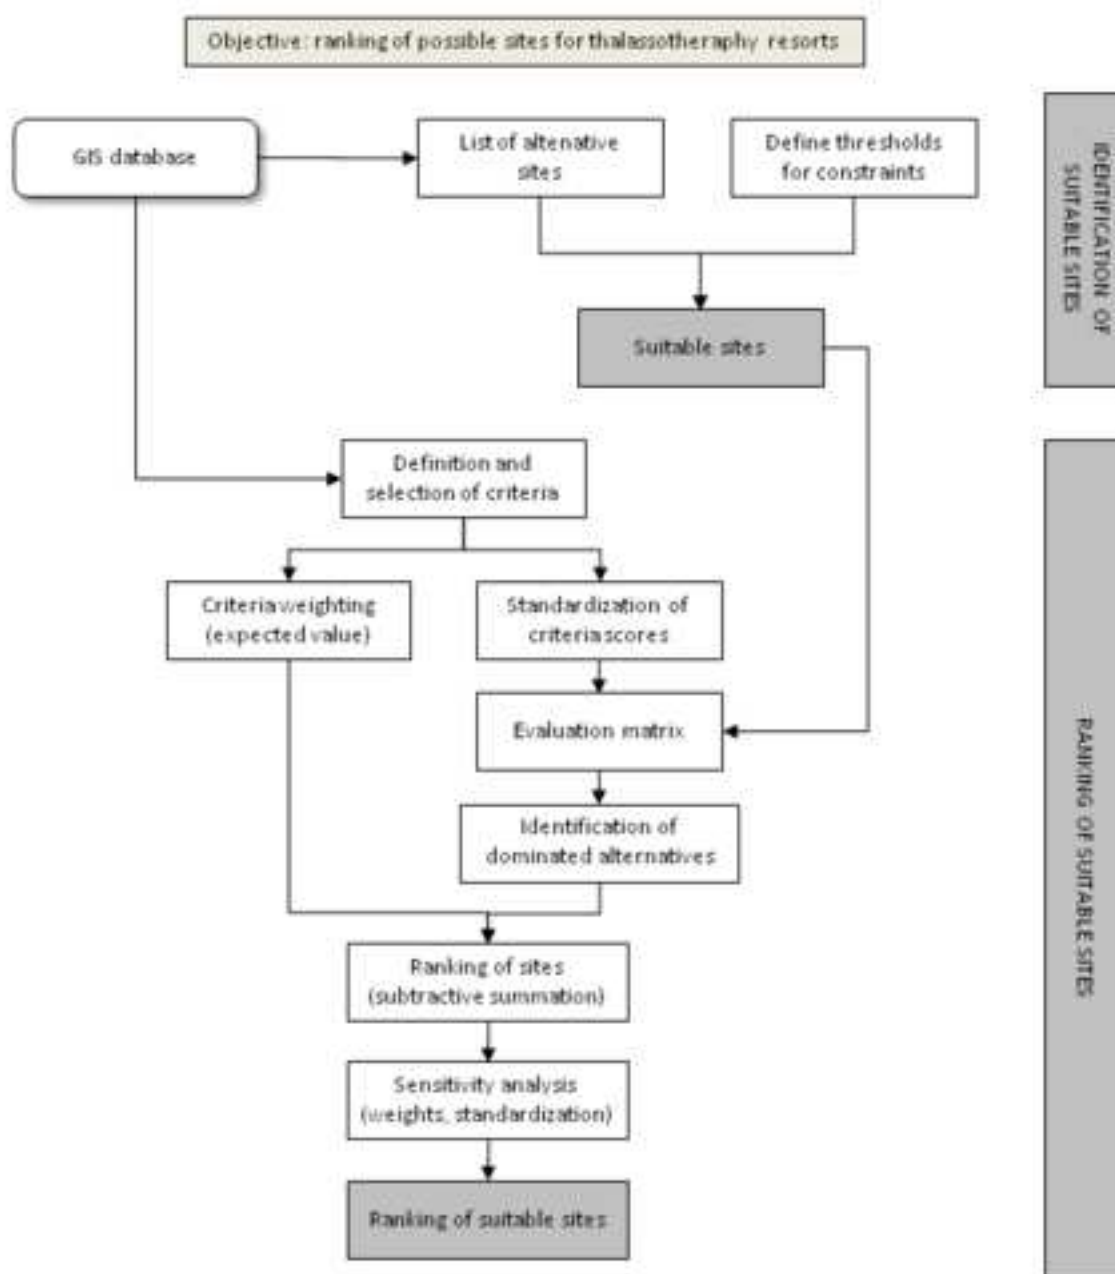 Objective: ranking of possible sites for thalassotheraphy resorts
GIS database
List of altenative
sites
Define thresholds
for constraints
IDENTIFICATION OF
SUITABLE SITES
Suitable sites
Definition and
selection of criteria
Criteria weighting
(expected value)
Standardization of
criteria scores
Evaluation matrix
Identification of
dominated alternatives
Ranking of sites
(subtractive summation)
Sensitivity analysis
(weights, standardization)
Ranking of suitable sites
RANKING OF SUITABLE SITES